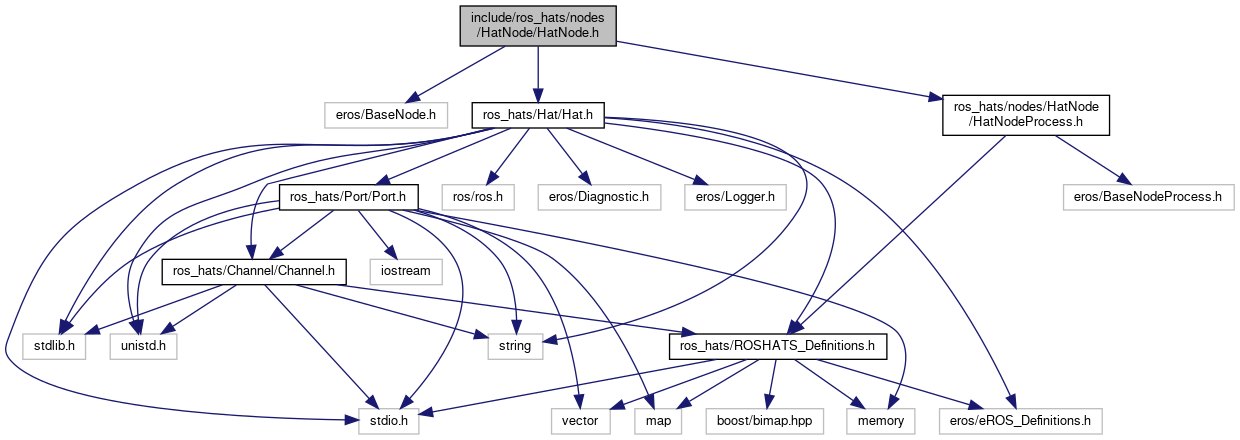 include/ros_hats/nodes
/HatNode/HatNode.h
eros/BaseNode.h
ros_hats/Hat/Hat.h
ros_hats/nodes/HatNode
/HatNodeProcess.h
ros_hats/Port/Port.h
ros/ros.h
eros/Diagnostic.h
eros/Logger.h
eros/BaseNodeProcess.h
ros_hats/Channel/Channel.h
iostream
stdlib.h
unistd.h
string
ros_hats/ROSHATS_Definitions.h
stdio.h
vector
map
boost/bimap.hpp
memory
eros/eROS_Definitions.h